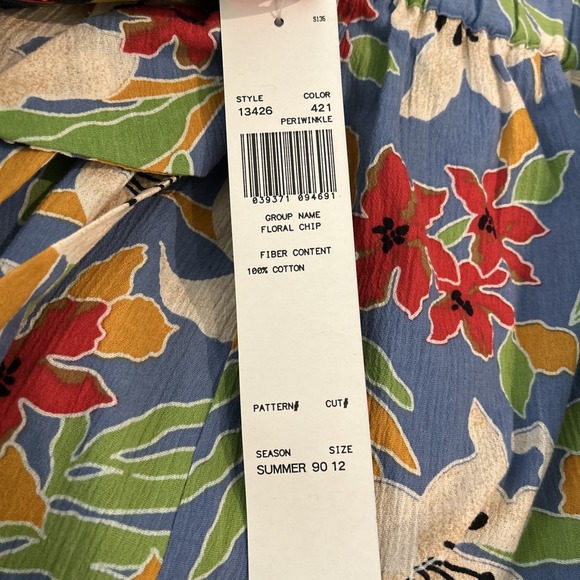 S136
STYLE COLOR
13426 421
PERIWINKLE
039371 094691
GROUP NAME
FLORAL CHIP
FIBER CONTENT
100% COTTON
PATTERN# CUT#
SEASON SIZE
SUMMER 90 12